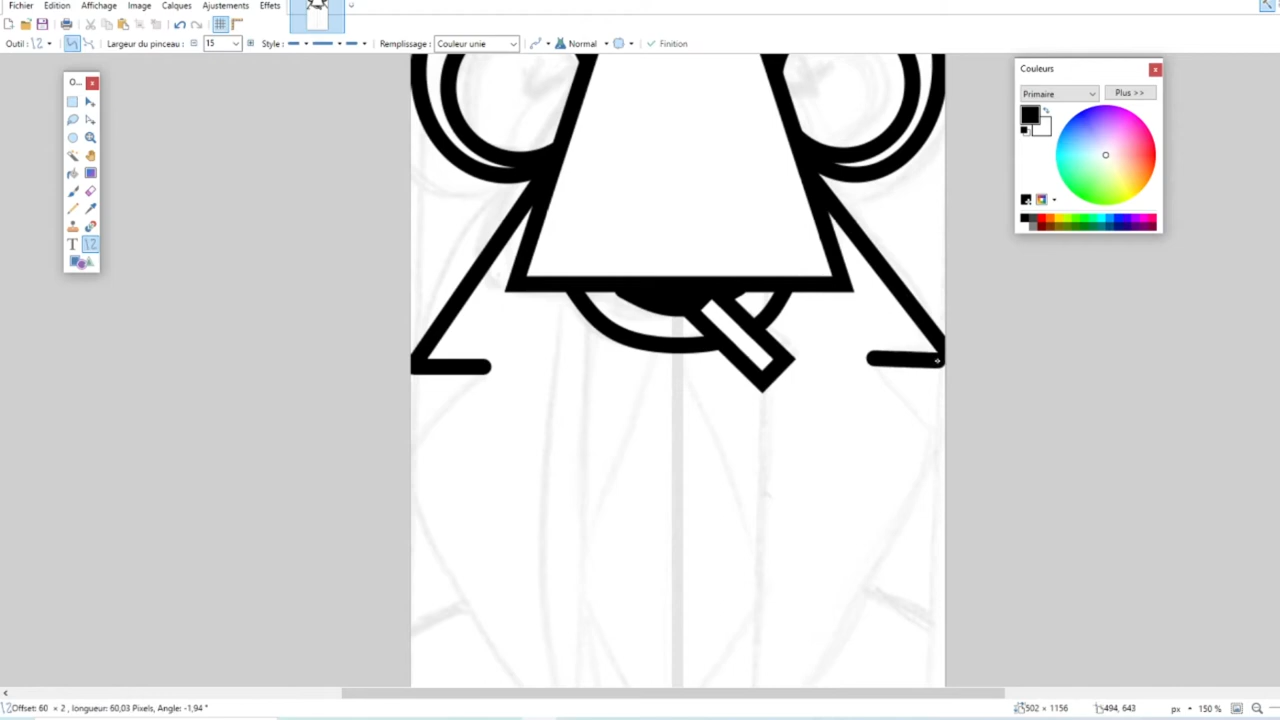 Fichier Edition Affichage Image Calques Ajustements Effets
Outil : Largeur du pinceau : 15 Style : Remplissage : Couleur unie Normal Finition
O...
Couleurs
Primaire Plus >>
T
Offset: 60 × 2 , longueur: 60,03 Pixels, Angle: -1,94 ° 502 × 1156 494, 643 px 150 %